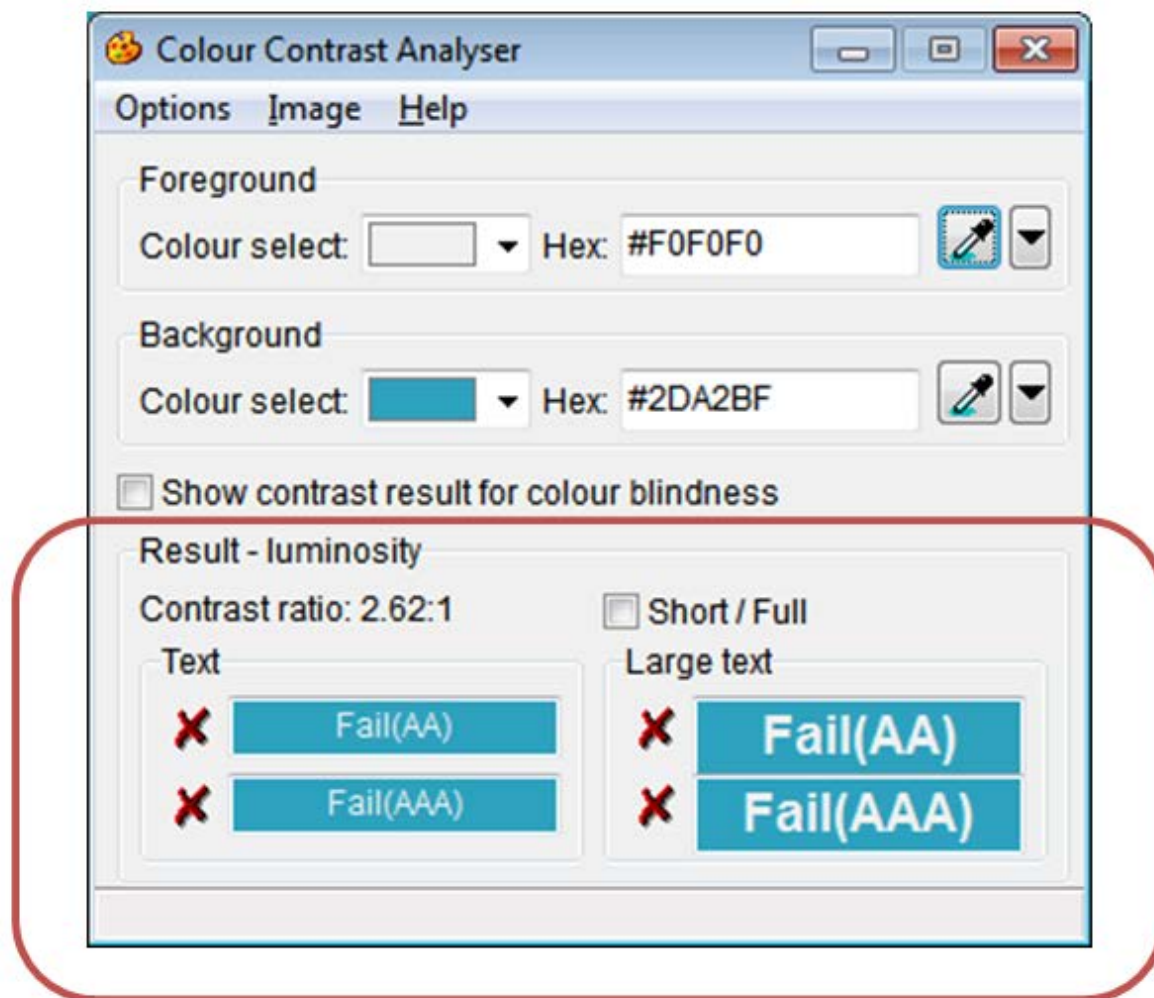 Colour Contrast Analyser
Options Image Help
Foreground
Colour select: Hex: #F0F0F0
Background
Colour select: Hex: #2DA2BF
Show contrast result for colour blindness
Result - luminosity
Contrast ratio: 2.62:1 Short / Full
Text Large text
Fail(AA) Fail(AA)
Fail(AAA) Fail(AAA)